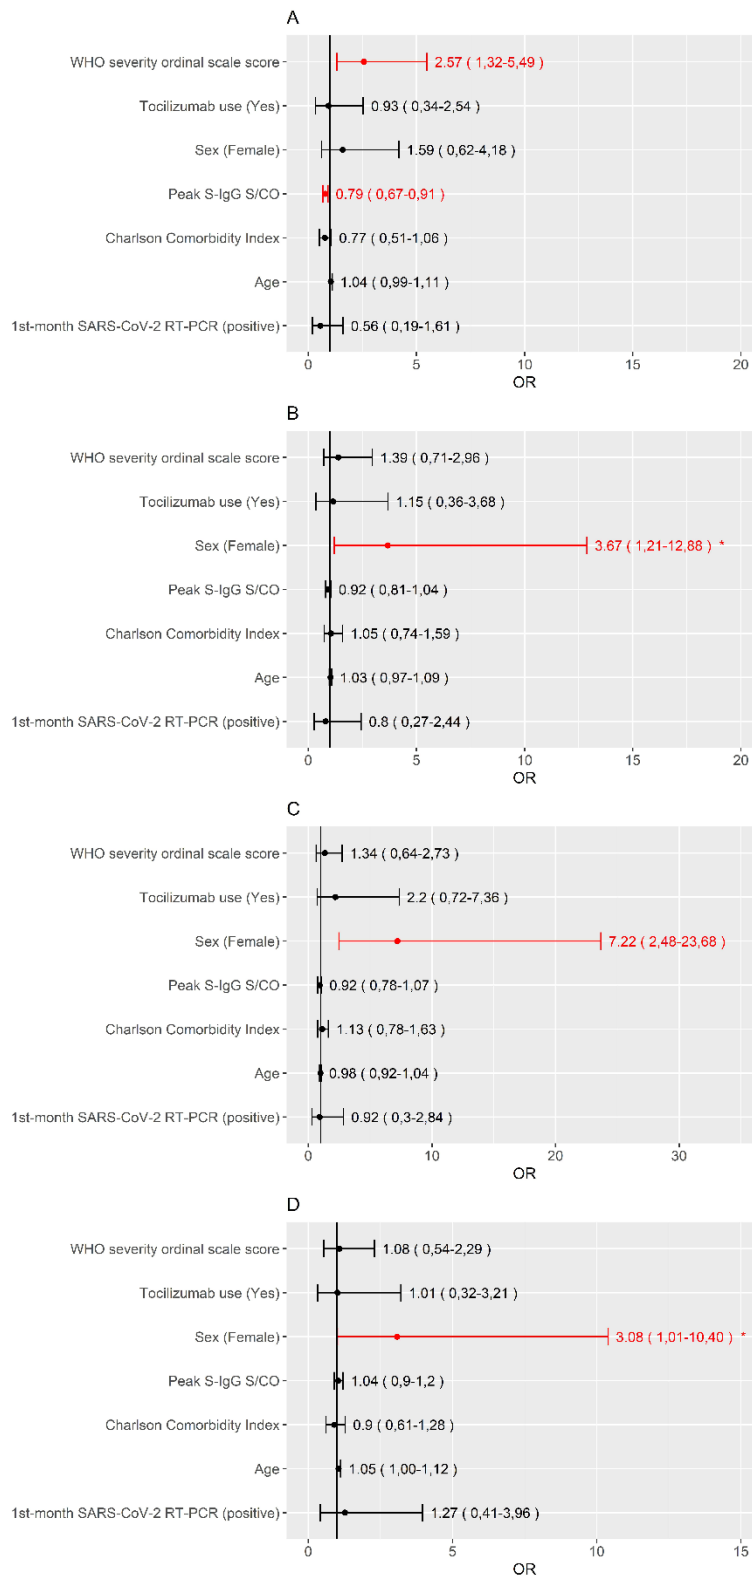 A
WHO severity ordinal scale score 2.57 ( 1,32-5,49 )
Tocilizumab use (Yes) 0.93 ( 0,34-2,54 )
Sex (Female) 1.59 ( 0,62-4,18 )
Peak S-IgG S/CO 0.79 ( 0,67-0,91 )
Charlson Comorbidity Index 0.77 ( 0,51-1,06 )
Age 1.04 ( 0,99-1,11 )
1st-month SARS-CoV-2 RT-PCR (positive) 0.56 ( 0,19-1,61 )
0 5 10 15 20
OR
B
WHO severity ordinal scale score 1.39 ( 0,71-2,96 )
Tocilizumab use (Yes) 1.15 ( 0,36-3,68 )
Sex (Female) 3.67 ( 1,21-12,88 ) *
Peak S-IgG S/CO 0.92 ( 0,81-1,04 )
Charlson Comorbidity Index 1.05 ( 0,74-1,59 )
Age 1.03 ( 0,97-1,09 )
1st-month SARS-CoV-2 RT-PCR (positive) 0.8 ( 0,27-2,44 )
0 5 10 15 20
OR
C
WHO severity ordinal scale score 1.34 ( 0,64-2,73 )
Tocilizumab use (Yes) 2.2 ( 0,72-7,36 )
Sex (Female) 7.22 ( 2,48-23,68 )
Peak S-IgG S/CO 0.92 ( 0,78-1,07 )
Charlson Comorbidity Index 1.13 ( 0,78-1,63 )
Age 0.98 ( 0,92-1,04 )
1st-month SARS-CoV-2 RT-PCR (positive) 0.92 ( 0,3-2,84 )
0 10 20 30
OR
D
WHO severity ordinal scale score 1.08 ( 0,54-2,29 )
Tocilizumab use (Yes) 1.01 ( 0,32-3,21 )
Sex (Female) 3.08 ( 1,01-10,40 ) *
Peak S-IgG S/CO 1.04 ( 0,9-1,2 )
Charlson Comorbidity Index 0.9 ( 0,61-1,28 )
Age 1.05 ( 1,00-1,12 )
1st-month SARS-CoV-2 RT-PCR (positive) 1.27 ( 0,41-3,96 )
0 5 10 15
OR